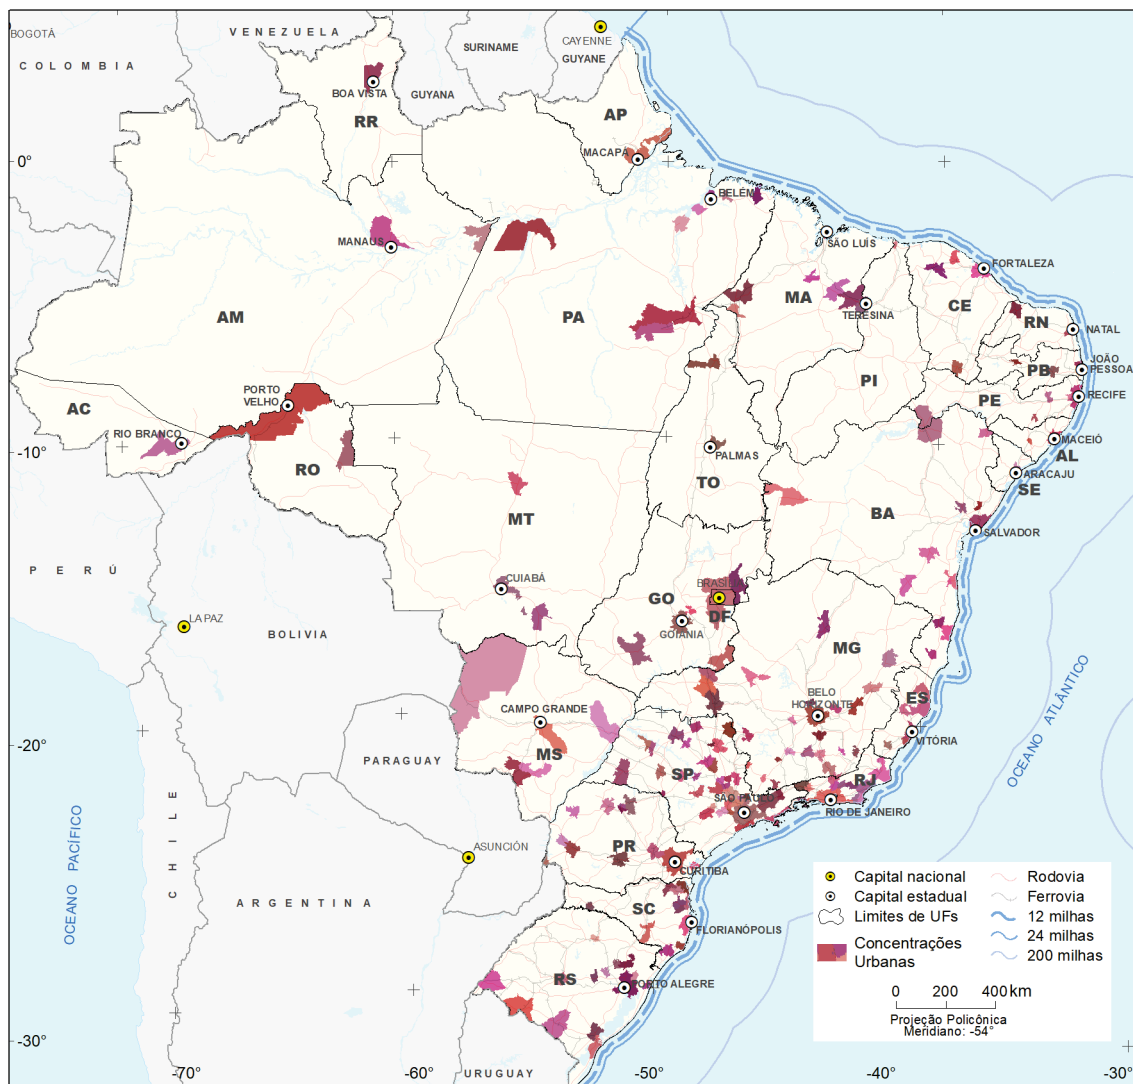 BOGOTÁ
VENEZUELA
COLOMBIA
SURINAME
CAYENNE
GUYANE
GUYANA
BOA VISTA
RR
AP
MACAPÁ
0°
BELÉM
MANAUS
SÃO LUÍS
FORTALEZA
AM
PA
MA
TERESINA
CE
RN
NATAL
JOÃO
PESSOA
PB
PI
PE
RECIFE
AC
PORTO
VELHO
RIO BRANCO
-10°
RO
PALMAS
TO
MACEIÓ
AL
ARACAJU
SE
MT
BA
SALVADOR
PERÚ
CUIABÁ
BRASÍLIA
GO
DF
GOIÂNIA
LA PAZ
BOLIVIA
MG
BELO
HORIZONTE
ES
VITÓRIA
OCEANO ATLÂNTICO
CAMPO GRANDE
MS
-20°
PARAGUAY
SP
SÃO PAULO
RJ
RIO DE JANEIRO
OCEANO PACÍFICO
CHILE
ASUNCIÓN
PR
CURITIBA
ARGENTINA
SC
FLORIANÓPOLIS
RS
PORTO ALEGRE
-30°
URUGUAY
-70°
-60°
-50°
-40°
-30°
Capital nacional
Capital estadual
Limites de UFs
Concentrações
Urbanas
Rodovia
Ferrovia
12 milhas
24 milhas
200 milhas
0 200 400 km
Projeção Policônica
Meridiano: -54°